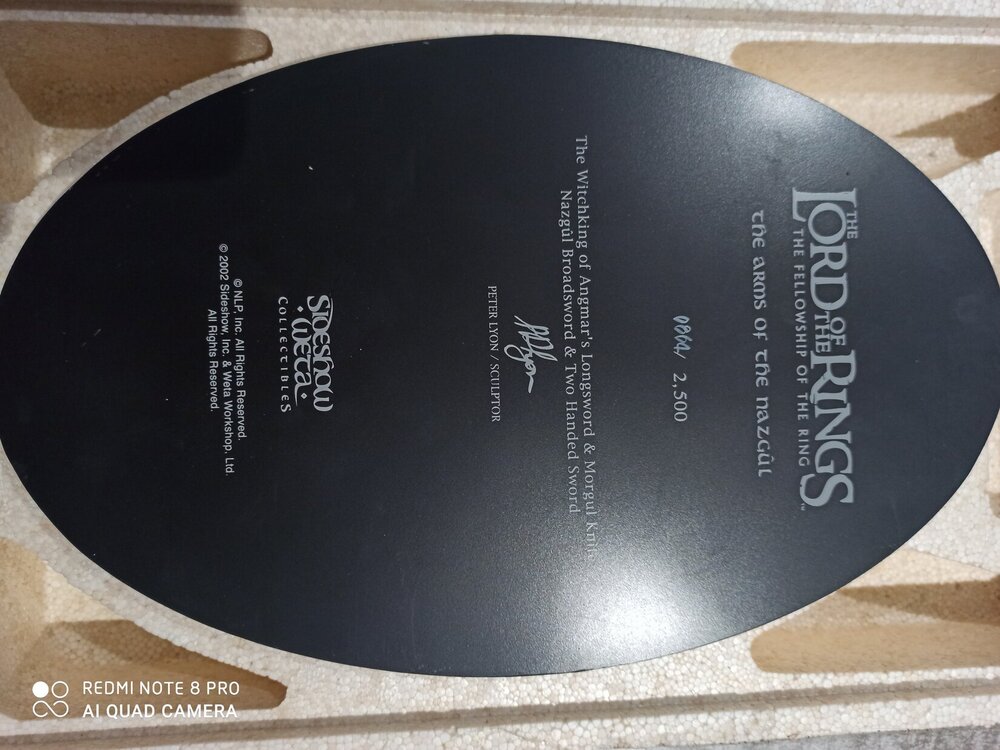 THE
LORD OF THE RINGS™
THE FELLOWSHIP OF THE RING
the arms of the nazgûl
0864/ 2,500
The Witchking of Angmar's Longsword & Morgul Knife
Nazgûl Broadsword & Two Handed Sword
PETER LYON / SCULPTOR
SIDESHOW
WETA
COLLECTIBLES
© NLP, Inc. All Rights Reserved.
© 2002 Sideshow, Inc. & Weta Workshop, Ltd.
All Rights Reserved.
REDMI NOTE 8 PRO
AI QUAD CAMERA